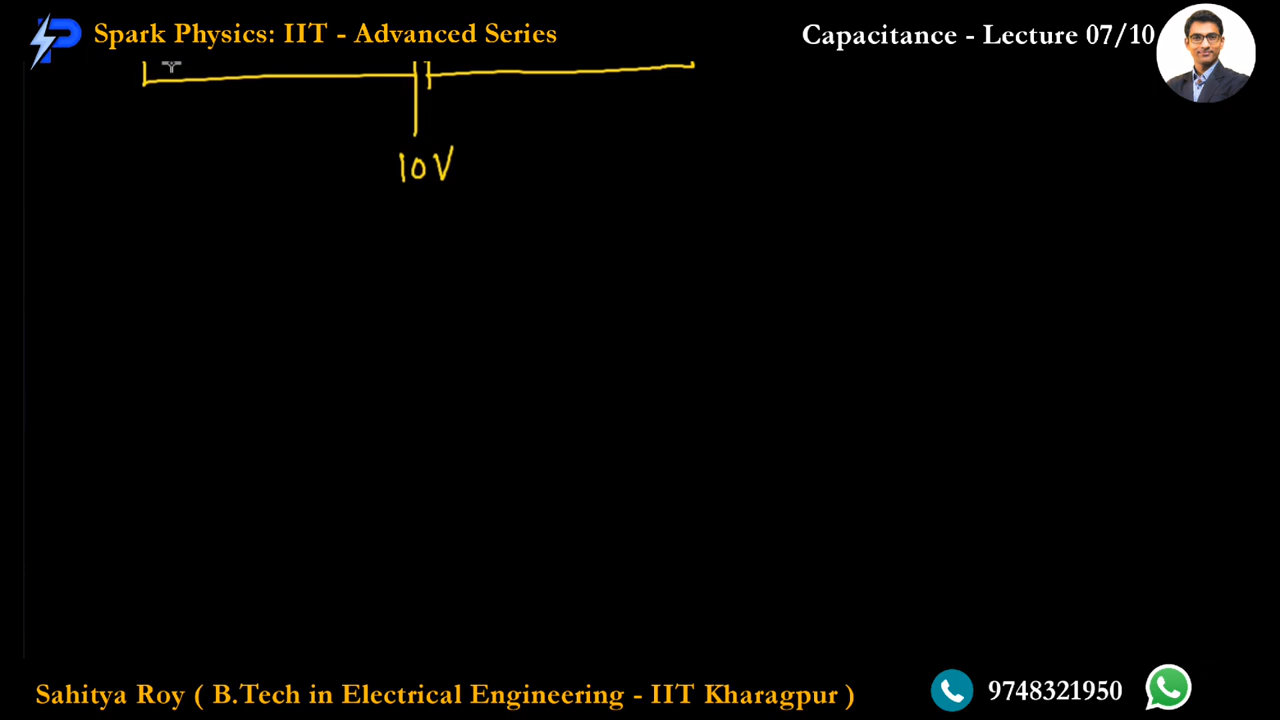 Spark Physics: IIT - Advanced Series
Capacitance - Lecture 07/10
10V
Sahitya Roy ( B.Tech in Electrical Engineering - IIT Kharagpur )
9748321950